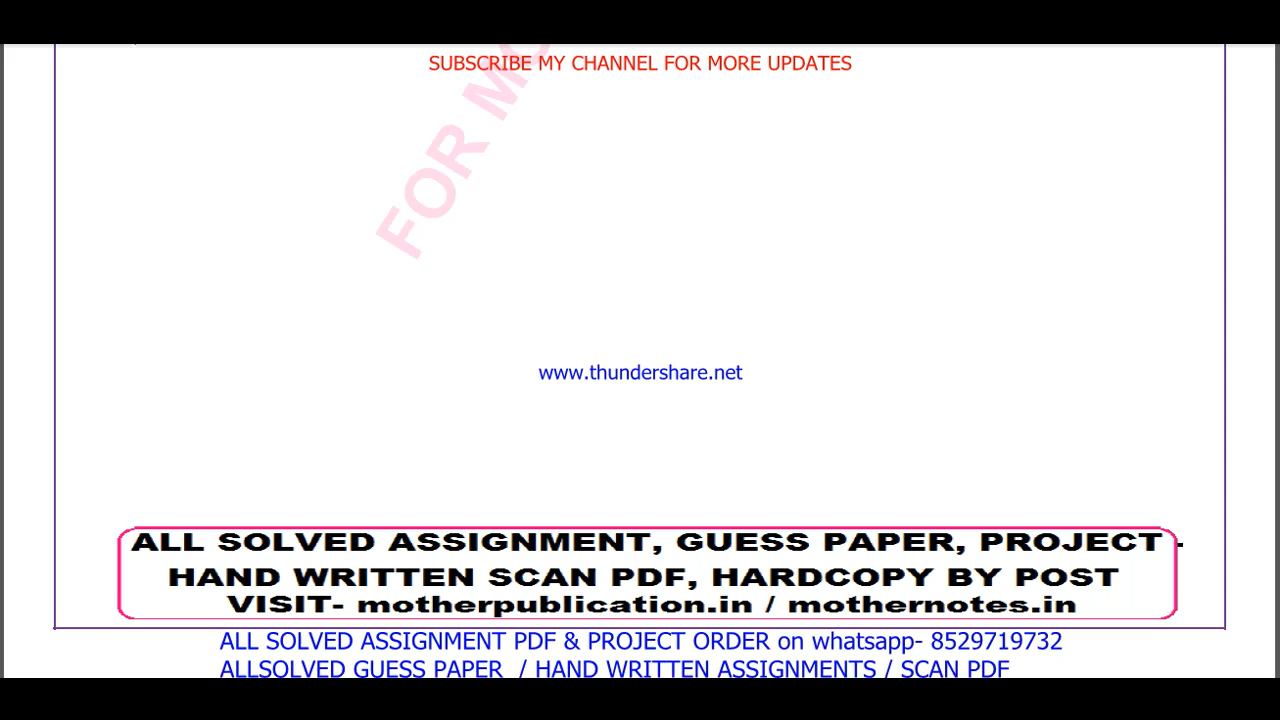 SUBSCRIBE MY CHANNEL FOR MORE UPDATES
FOR
www.thundershare.net
ALL SOLVED ASSIGNMENT, GUESS PAPER, PROJECT -
HAND WRITTEN SCAN PDF, HARDCOPY BY POST
VISIT- motherpublication.in / mothernotes.in
ALL SOLVED ASSIGNMENT PDF & PROJECT ORDER on whatsapp- 8529719732
ALLSOLVED GUESS PAPER / HAND WRITTEN ASSIGNMENTS / SCAN PDF